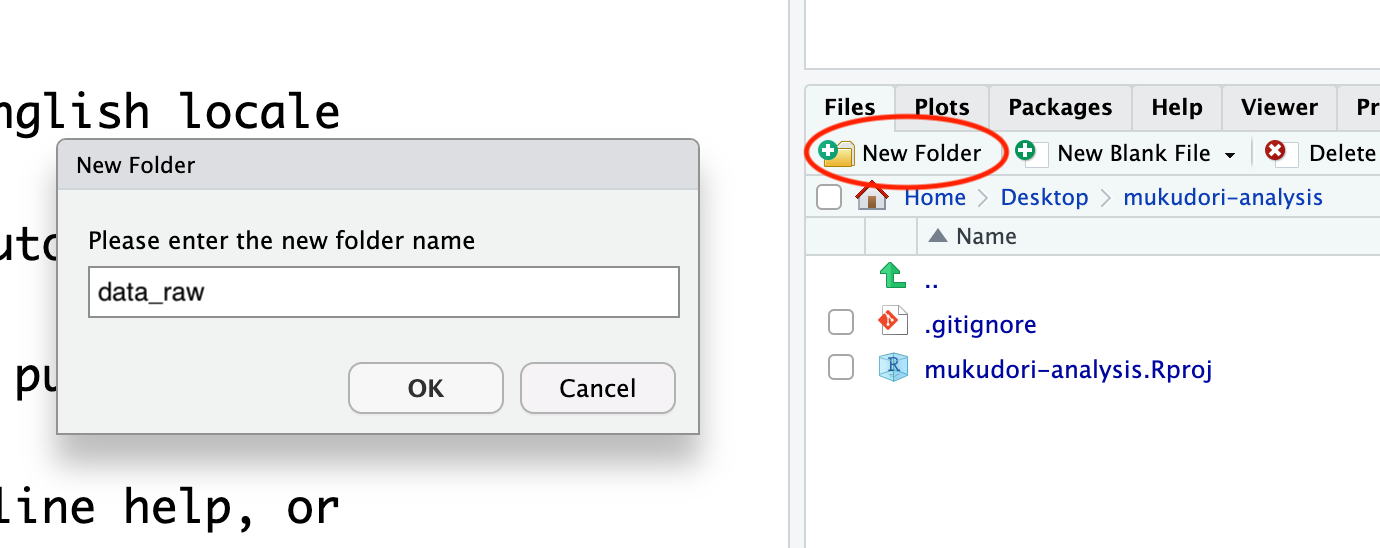 nglish locale
New Folder
Please enter the new folder name
data_raw
OK Cancel
pu
line help, or
Files Plots Packages Help Viewer Pr
New Folder New Blank File Delete
Home Desktop mukudori-analysis
Name
..
.gitignore
mukudori-analysis.Rproj